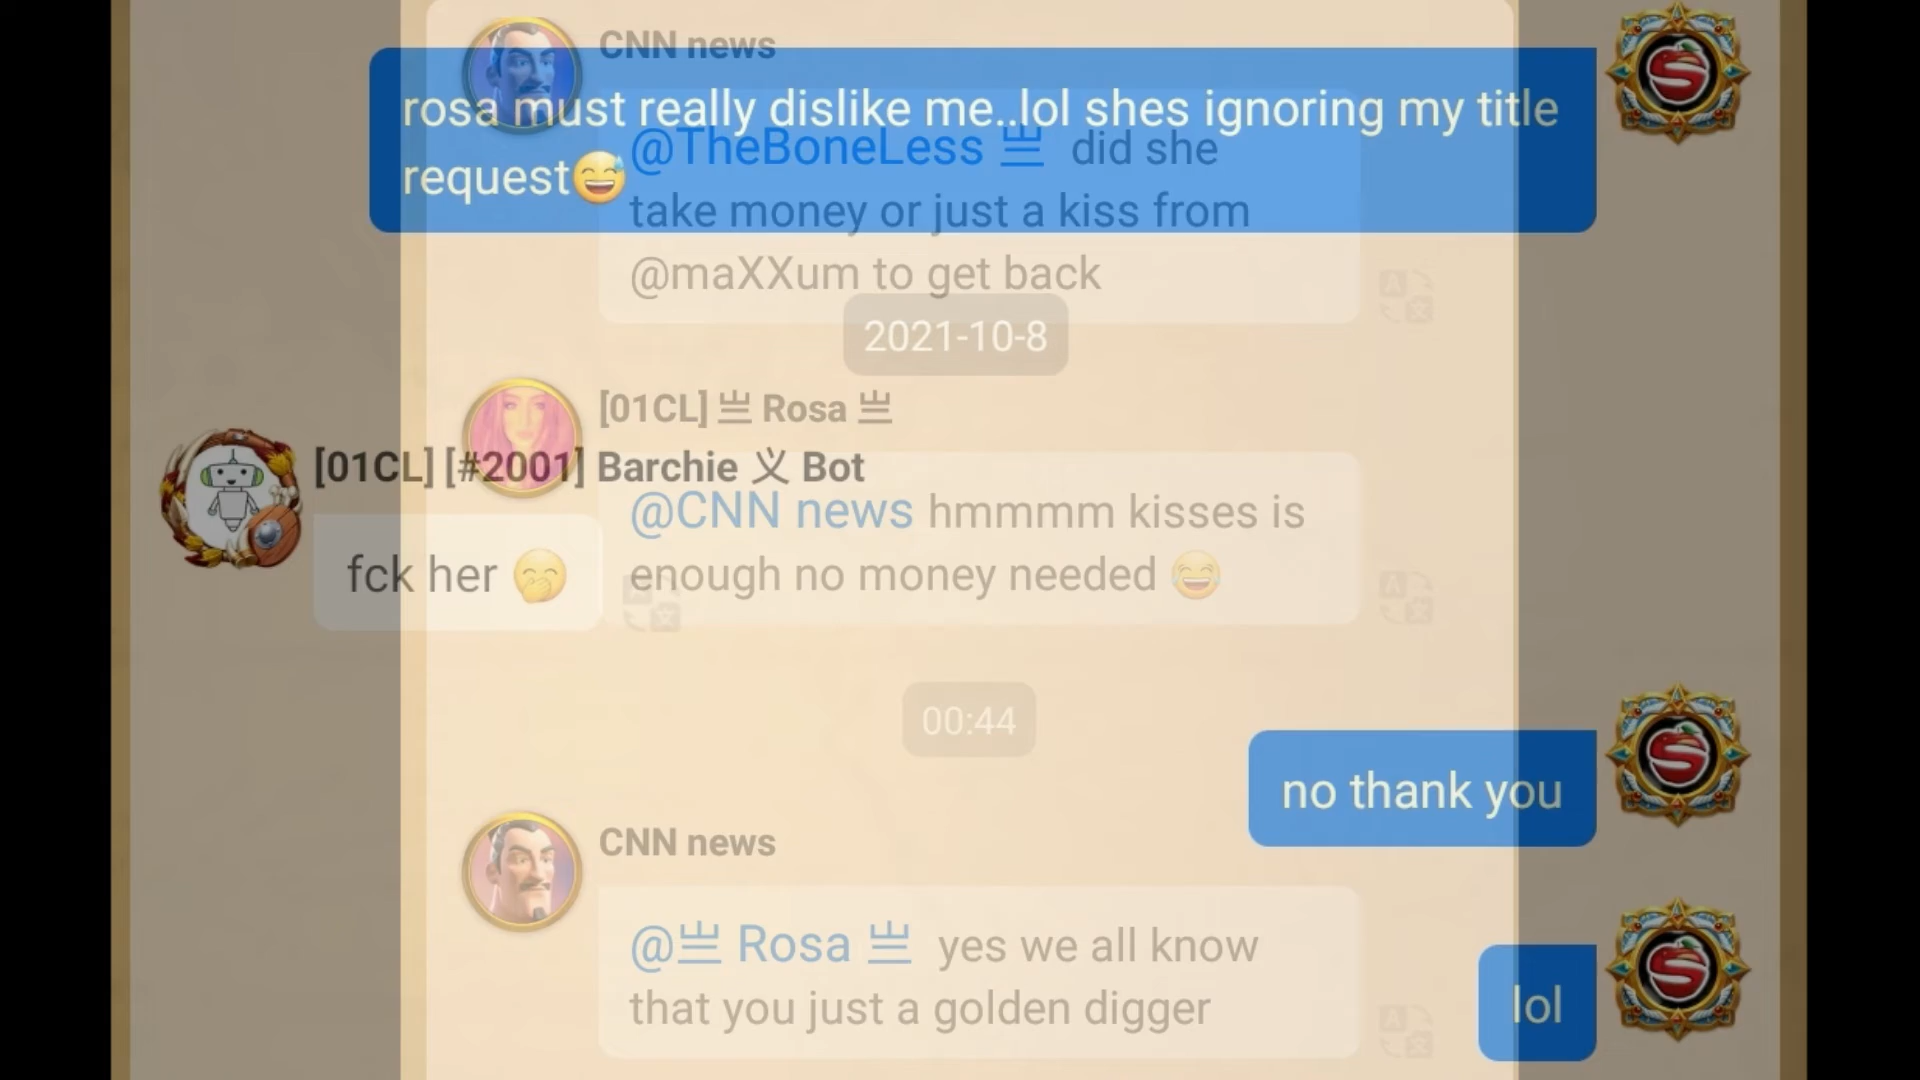 CNN news
rosa must really dislike me..lol shes ignoring my title
request😅
@TheBoneLess 亗 did she
take money or just a kiss from
@maXXum to get back
2021-10-8
[01CL] 亗 Rosa 亗
[01CL] [#2001] Barchie 义 Bot
@CNN news hmmmm kisses is
enough no money needed 😂
fck her 🤭
00:44
no thank you
CNN news
@亗 Rosa 亗 yes we all know
that you just a golden digger
lol